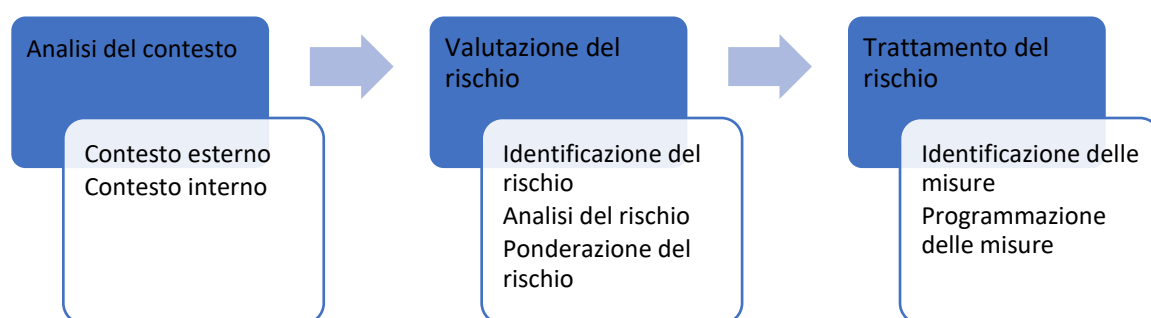 Analisi del contesto
Contesto esterno
Contesto interno
Valutazione del
rischio
Identificazione del
rischio
Analisi del rischio
Ponderazione del
rischio
Trattamento del
rischio
Identificazione delle
misure
Programmazione
delle misure